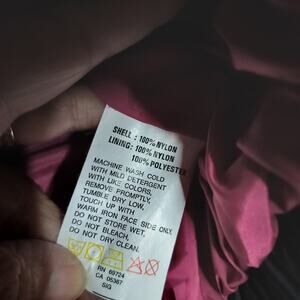 SHELL : 100% NYLON
LINING: 100% NYLON
100% POLYESTER
MACHINE WASH COLD
WITH MILD DETERGENT
WITH LIKE COLORS,
REMOVE PROMPTLY,
TUMBLE DRY LOW,
TOUCH UP WITH
WARM IRON FACE SIDE ONLY.
DO NOT STORE WET,
DO NOT BLEACH,
DO NOT DRY CLEAN.
RN 69724
CA 05367
SIG